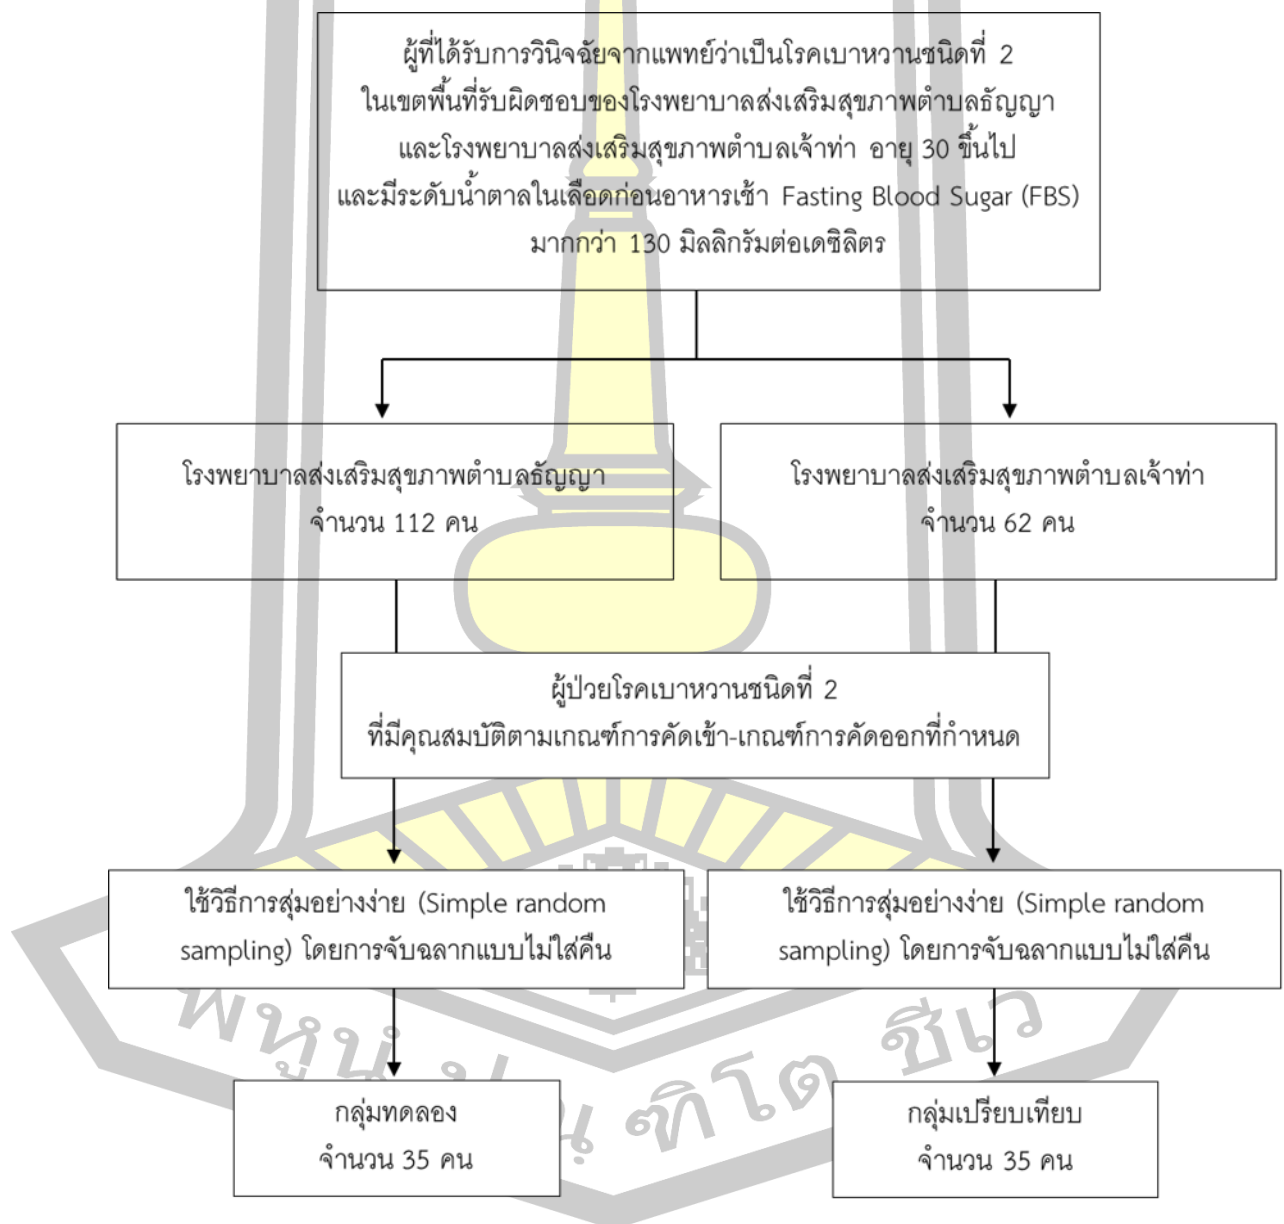 ผู้ที่ได้รับการวินิจฉัยจากแพทย์ว่าเป็นโรคเบาหวานชนิดที่ 2
ในเขตพื้นที่รับผิดชอบของโรงพยาบาลส่งเสริมสุขภาพตำบลธัญญา
และโรงพยาบาลส่งเสริมสุขภาพตำบลเจ้าท่า อายุ 30 ขึ้นไป
และมีระดับน้ำตาลในเลือดก่อนอาหารเช้า Fasting Blood Sugar (FBS)
มากกว่า 130 มิลลิกรัมต่อเดซิลิตร
โรงพยาบาลส่งเสริมสุขภาพตำบลธัญญา
จำนวน 112 คน
โรงพยาบาลส่งเสริมสุขภาพตำบลเจ้าท่า
จำนวน 62 คน
ผู้ป่วยโรคเบาหวานชนิดที่ 2
ที่มีคุณสมบัติตามเกณฑ์การคัดเข้า-เกณฑ์การคัดออกที่กำหนด
ใช้วิธีการสุ่มอย่างง่าย (Simple random
sampling) โดยการจับฉลากแบบไม่ใส่คืน
ใช้วิธีการสุ่มอย่างง่าย (Simple random
sampling) โดยการจับฉลากแบบไม่ใส่คืน
กลุ่มทดลอง
จำนวน 35 คน
กลุ่มเปรียบเทียบ
จำนวน 35 คน
พหูนํ ฑิโต ชีเว